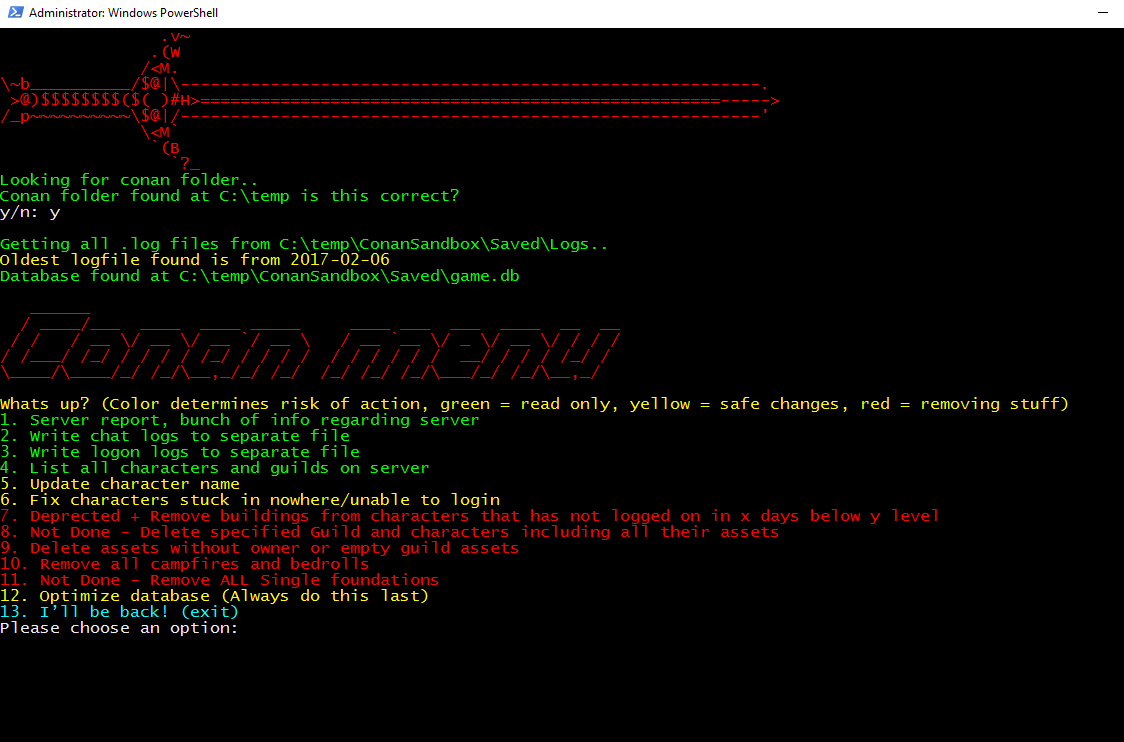 Administrator: Windows PowerShell
Looking for conan folder..
Conan folder found at C:\temp is this correct?
y/n: y
Getting all .log files from C:\temp\ConanSandbox\Saved\Logs..
Oldest logfile found is from 2017-02-06
Database found at C:\temp\ConanSandbox\Saved\game.db
Conan menu
Whats up? (Color determines risk of action, green = read only, yellow = safe changes, red = removing stuff)
1. Server report, bunch of info regarding server
2. Write chat logs to separate file
3. Write logon logs to separate file
4. List all characters and guilds on server
5. Update character name
6. Fix characters stuck in nowhere/unable to login
7. Deprected + Remove buildings from characters that has not logged on in x days below y level
8. Not Done - Delete specified Guild and characters including all their assets
9. Delete assets without owner or empty guild assets
10. Remove all campfires and bedrolls
11. Not Done - Remove ALL Single foundations
12. Optimize database (Always do this last)
13. I'll be back! (exit)
Please choose an option: